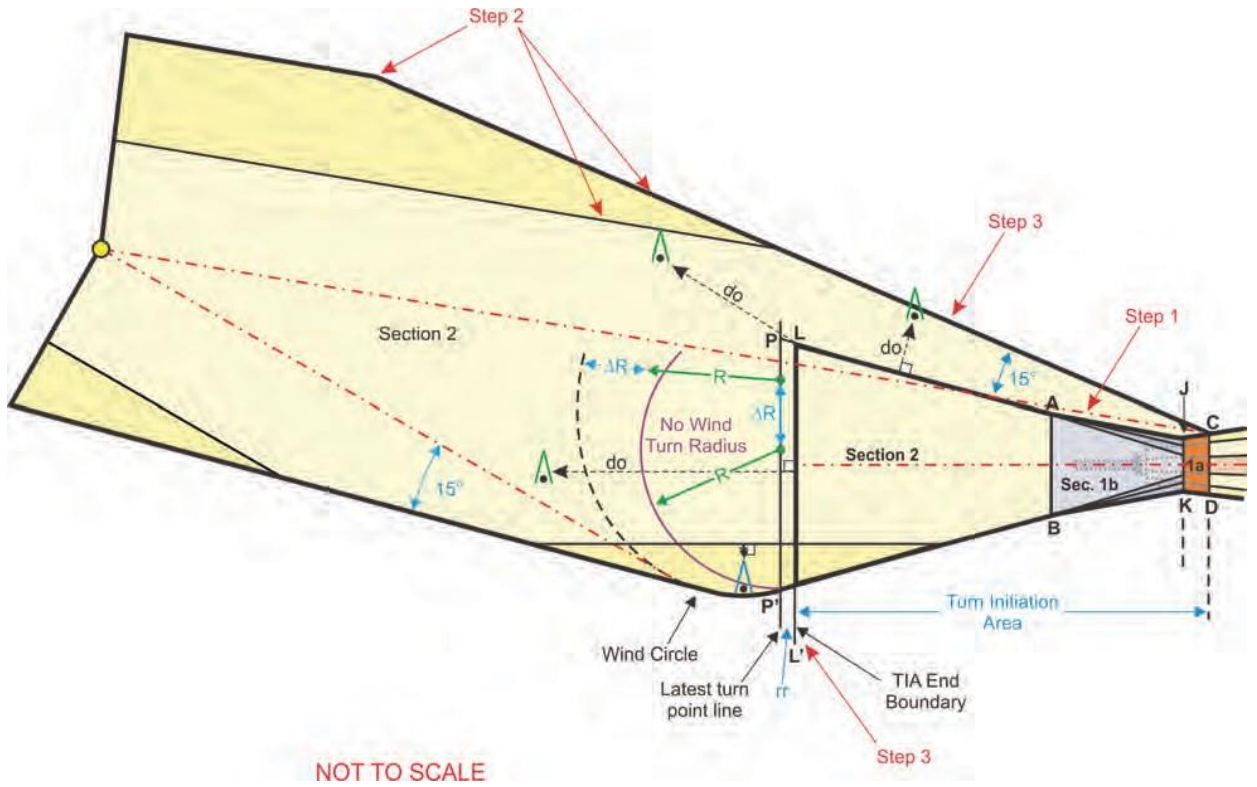 Step 2
Step 3
do
Step 1
P
L
Section 2
do
ΔR
R
15°
J
A
C
ΔR
No Wind
Turn Radius
do
R
Section 2
1a
Sec. 1b
15°
B
K
D
P'
Turn Initiation
Area
Wind Circle
L'
Latest turn
point line
rr
TIA End
Boundary
Step 3
NOT TO SCALE